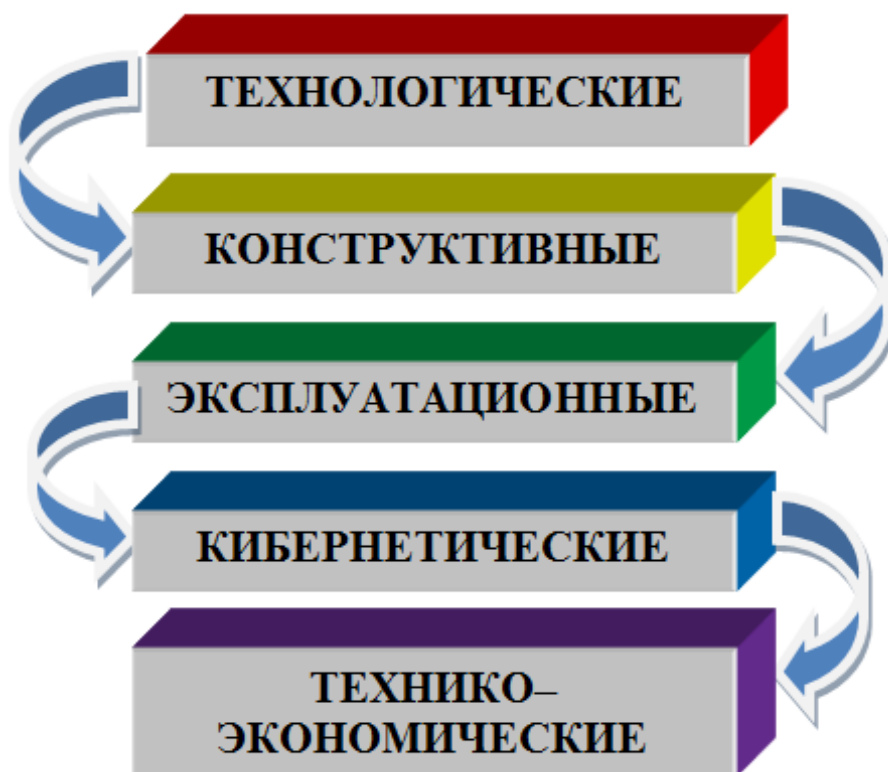 ТЕХНОЛОГИЧЕСКИЕ
КОНСТРУКТИВНЫЕ
ЭКСПЛУАТАЦИОННЫЕ
КИБЕРНЕТИЧЕСКИЕ
ТЕХНИКО–
ЭКОНОМИЧЕСКИЕ